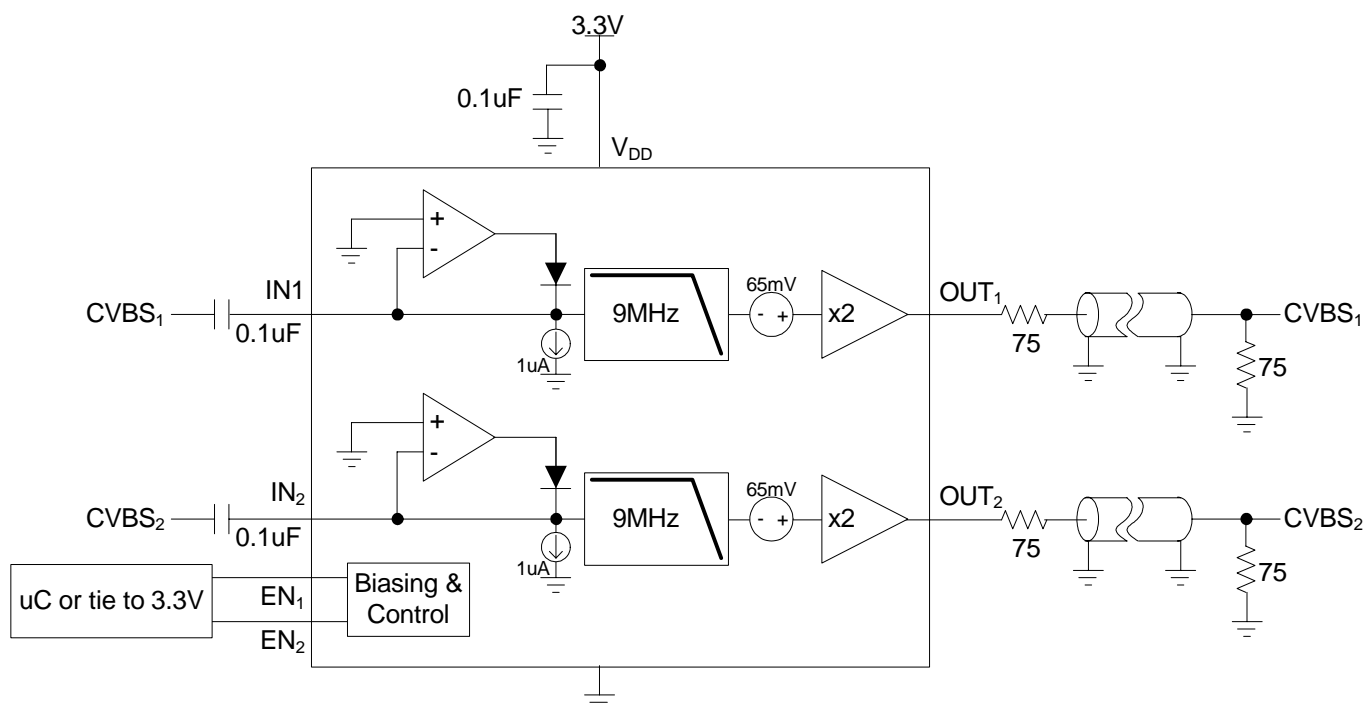 3.3V
0.1uF
V_DD
+
-
IN1
CVBS₁
0.1uF
1uA
9MHz
65mV
- +
x2
OUT₁
75
CVBS₁
75
+
-
IN₂
CVBS₂
0.1uF
1uA
9MHz
65mV
- +
x2
OUT₂
75
CVBS₂
75
uC or tie to 3.3V
EN₁
EN₂
Biasing &
Control